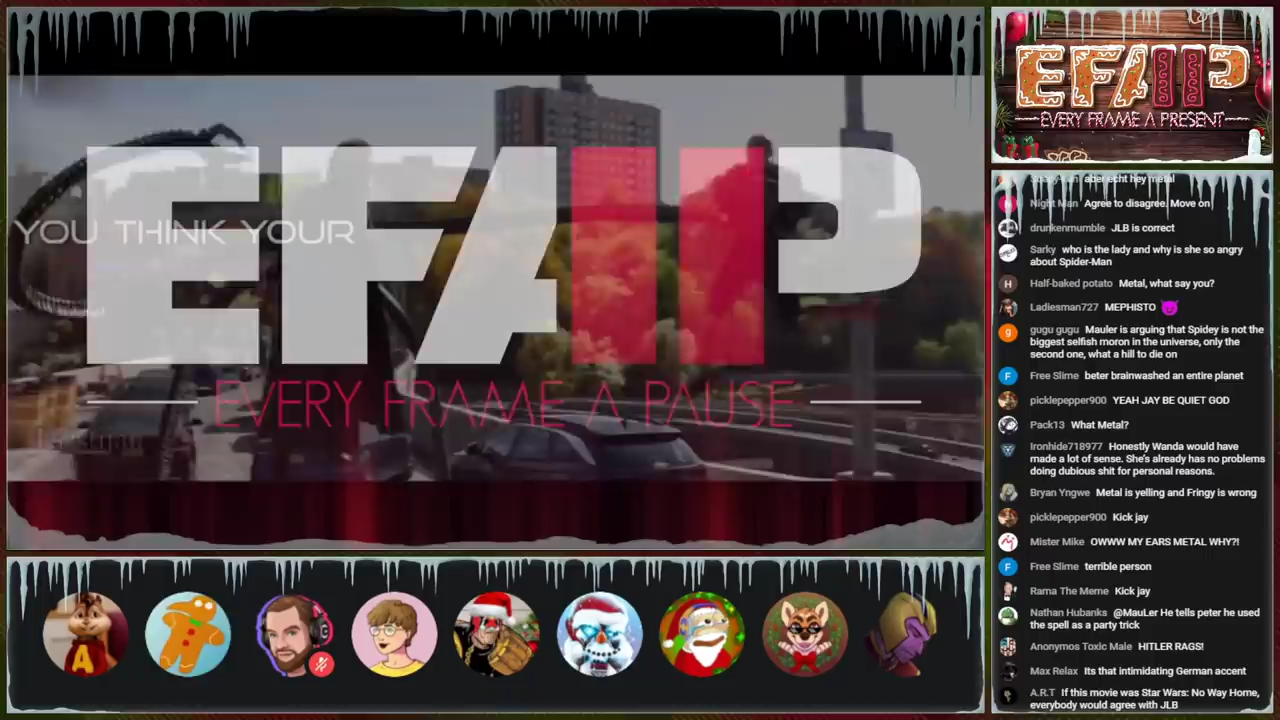 EFAP
EVERY FRAME A PAUSE
YOU THINK YOUR
EFAP
EVERY FRAME A PRESENT
aber echt hey metal
Night Man Agree to disagree. Move on
drunkenmumble JLB is correct
Sarky who is the lady and why is she so angry
about Spider-Man
H Half-baked potato Metal, what say you?
Ladiesman727 MEPHISTO 😈
g gugu gugu Mauler is arguing that Spidey is not the
biggest selfish moron in the universe, only the
second one, what a hill to die on
F Free Slime beter brainwashed an entire planet
picklepepper900 YEAH JAY BE QUIET GOD
Pack13 What Metal?
Ironhide718977 Honestly Wanda would have
made a lot of sense. She's already has no problems
doing dubious shit for personal reasons.
Bryan Yngwe Metal is yelling and Fringy is wrong
picklepepper900 Kick jay
Mister Mike OWWW MY EARS METAL WHY?!
F Free Slime terrible person
Rama The Meme Kick jay
Nathan Hubanks @MauLer He tells peter he used
the spell as a party trick
Anonymos Toxic Male HITLER RAGS!
Max Relax Its that intimidating German accent
A.R.T If this movie was Star Wars: No Way Home,
everybody would agree with JLB
A